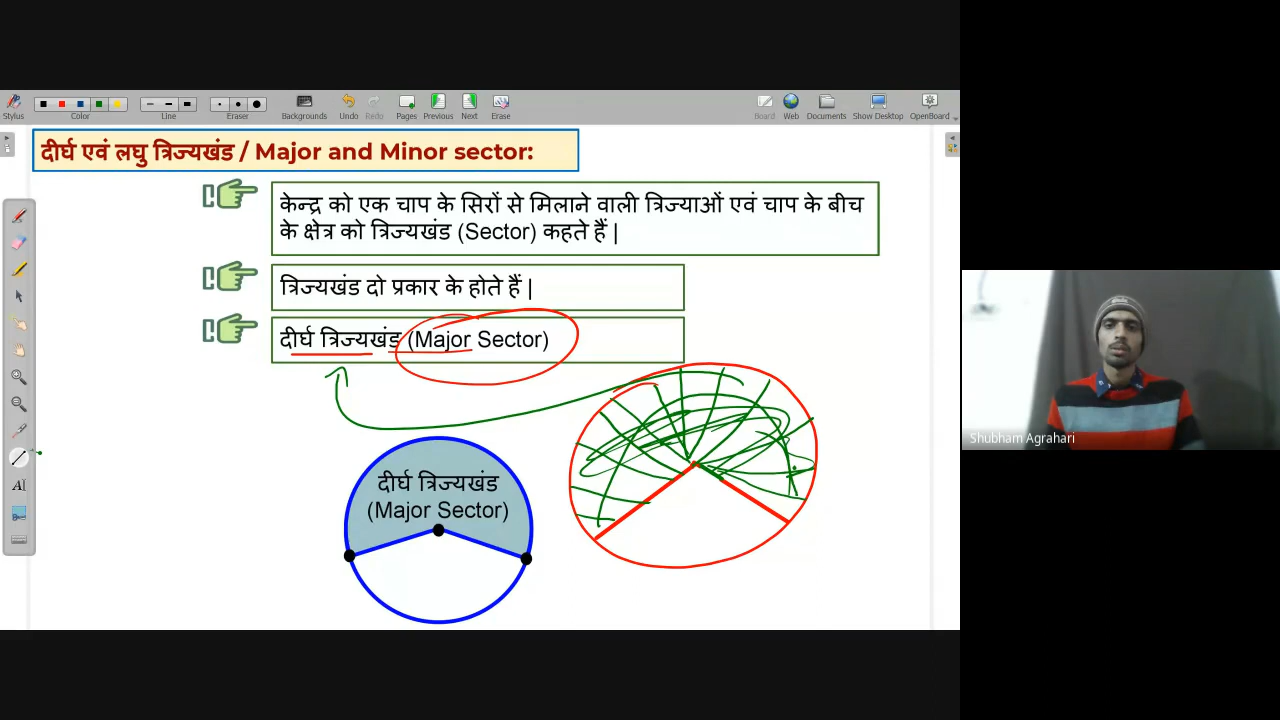 Stylus
Color
Line
Eraser
Backgrounds
Undo
Redo
Pages
Previous
Next
Erase
Board
Web
Documents
Show Desktop
OpenBoard
दीर्घ एवं लघु त्रिज्यखंड / Major and Minor sector:
केन्द्र को एक चाप के सिरों से मिलाने वाली त्रिज्याओं एवं चाप के बीच
के क्षेत्र को त्रिज्यखंड (Sector) कहते हैं |
त्रिज्यखंड दो प्रकार के होते हैं |
दीर्घ त्रिज्यखंड (Major Sector)
दीर्घ त्रिज्यखंड
(Major Sector)
Shubham Agrahari